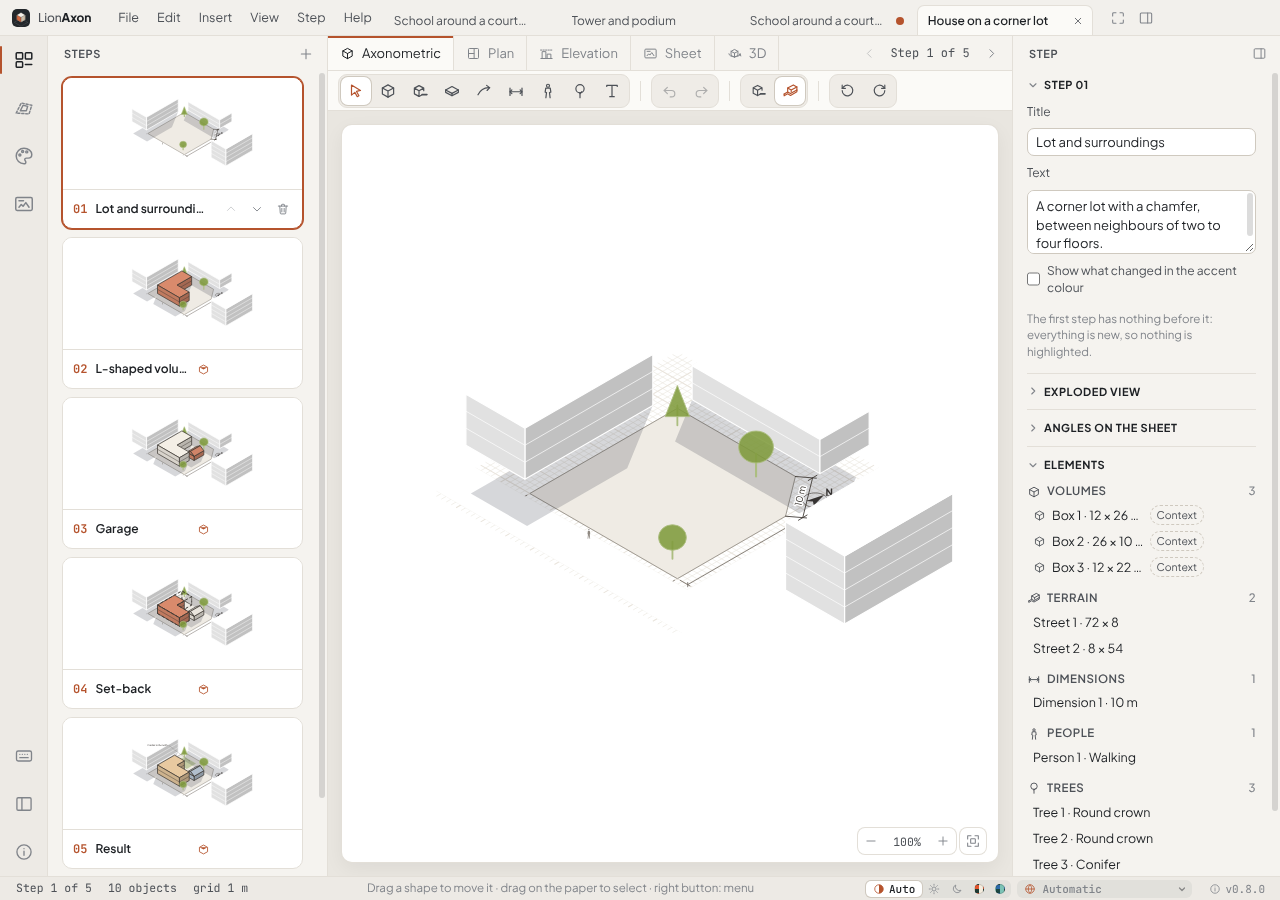 LionAxon
File
Edit
Insert
View
Step
Help
School around a court…
Tower and podium
School around a court…
House on a corner lot
STEPS
01 Lot and surroundi…
02 L-shaped volu…
03 Garage
04 Set-back
05 Result
Axonometric
Plan
Elevation
Sheet
3D
Step 1 of 5
10 m
N
100%
STEP
STEP 01
Title
Lot and surroundings
Text
A corner lot with a chamfer,
between neighbours of two to
four floors.
Show what changed in the accent
colour
The first step has nothing before it:
everything is new, so nothing is
highlighted.
EXPLODED VIEW
ANGLES ON THE SHEET
ELEMENTS
VOLUMES 3
Box 1 · 12 × 26 … Context
Box 2 · 26 × 10 … Context
Box 3 · 12 × 22 … Context
TERRAIN 2
Street 1 · 72 × 8
Street 2 · 8 × 54
DIMENSIONS 1
Dimension 1 · 10 m
PEOPLE 1
Person 1 · Walking
TREES 3
Tree 1 · Round crown
Tree 2 · Round crown
Tree 3 · Conifer
Step 1 of 5
10 objects
grid 1 m
Drag a shape to move it · drag on the paper to select · right button: menu
Auto
Automatic
v0.8.0